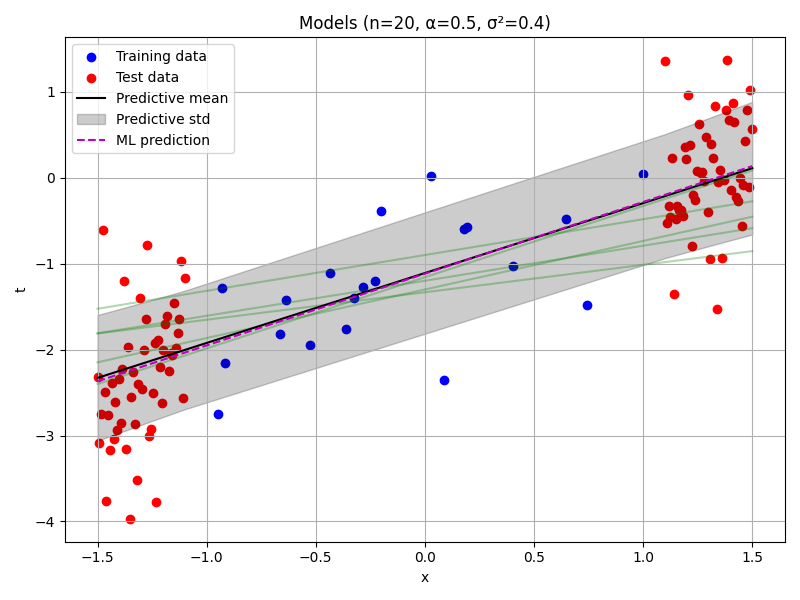 Models (n=20, α=0.5, σ²=0.4)
Training data
Test data
Predictive mean
Predictive std
ML prediction
1
0
−1
−2
−3
−4
t
−1.5 −1.0 −0.5 0.0 0.5 1.0 1.5
x